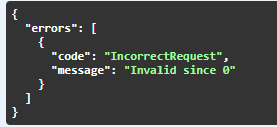 {
"errors": [
{
"code": "IncorrectRequest",
"message": "Invalid since 0"
}
]
}